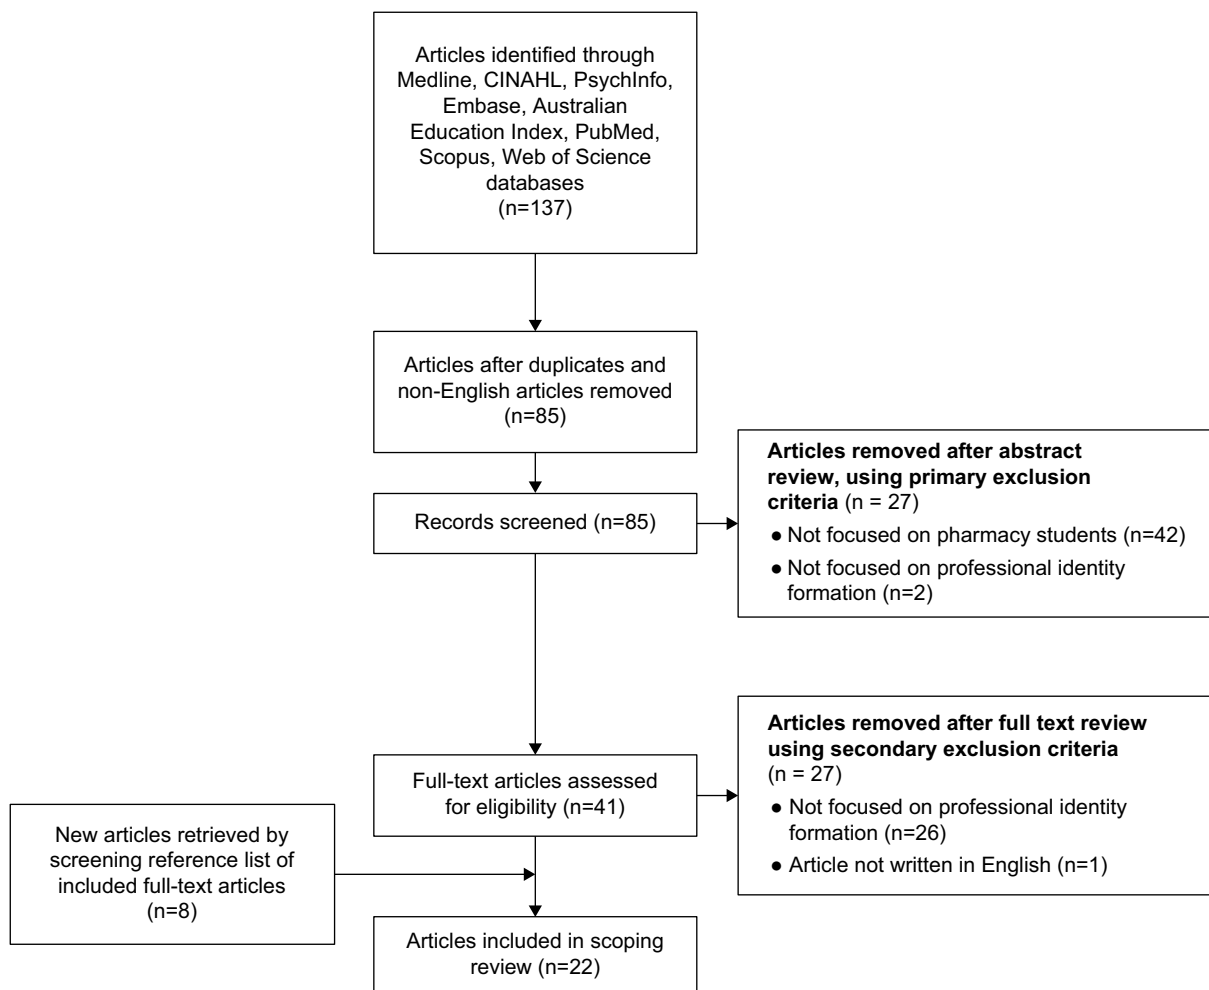 Articles identified through
Medline, CINAHL, PsychInfo,
Embase, Australian
Education Index, PubMed,
Scopus, Web of Science
databases
(n=137)
Articles after duplicates and
non-English articles removed
(n=85)
Records screened (n=85)
Articles removed after abstract
review, using primary exclusion
criteria (n = 27)
● Not focused on pharmacy students (n=42)
● Not focused on professional identity
formation (n=2)
Full-text articles assessed
for eligibility (n=41)
Articles removed after full text review
using secondary exclusion criteria
(n = 27)
● Not focused on professional identity
formation (n=26)
● Article not written in English (n=1)
New articles retrieved by
screening reference list of
included full-text articles
(n=8)
Articles included in scoping
review (n=22)